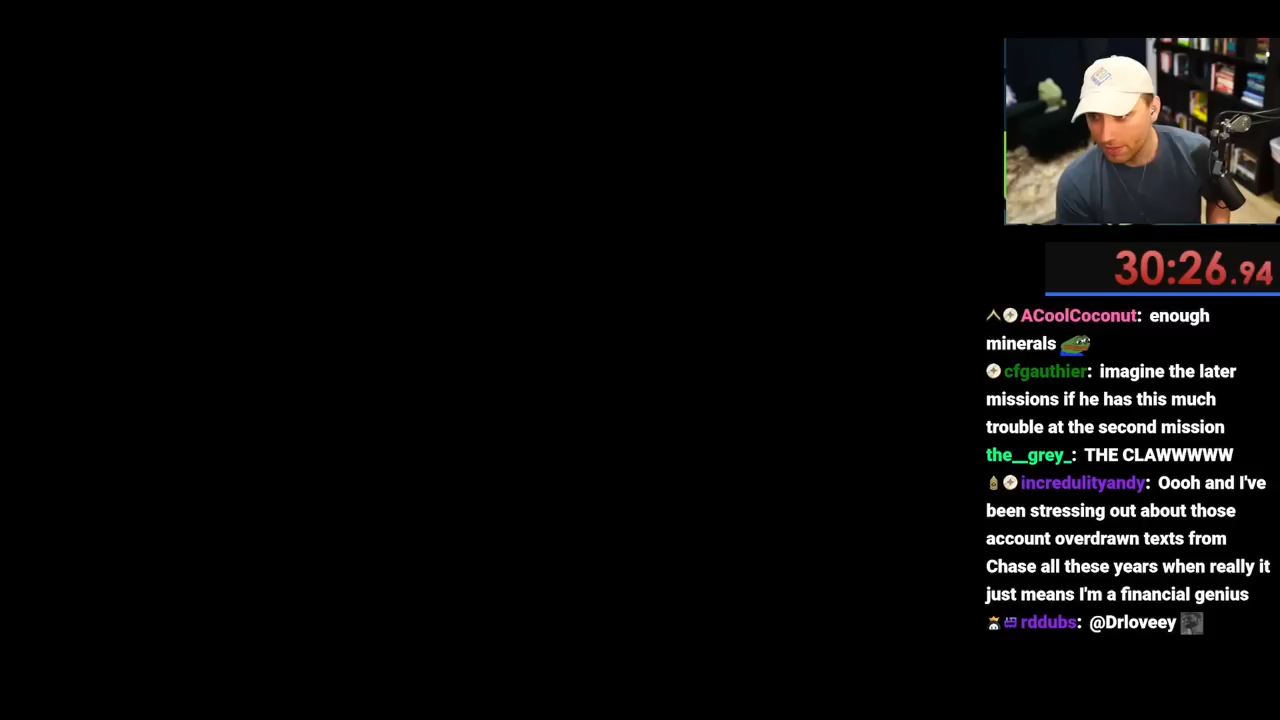 30:26.94
ACoolCoconut: enough
minerals
cfgauthier: imagine the later
missions if he has this much
trouble at the second mission
the__grey_: THE CLAWWWWW
incredulityandy: Oooh and I've
been stressing out about those
account overdrawn texts from
Chase all these years when really it
just means I'm a financial genius
rddubs: @Drloveey